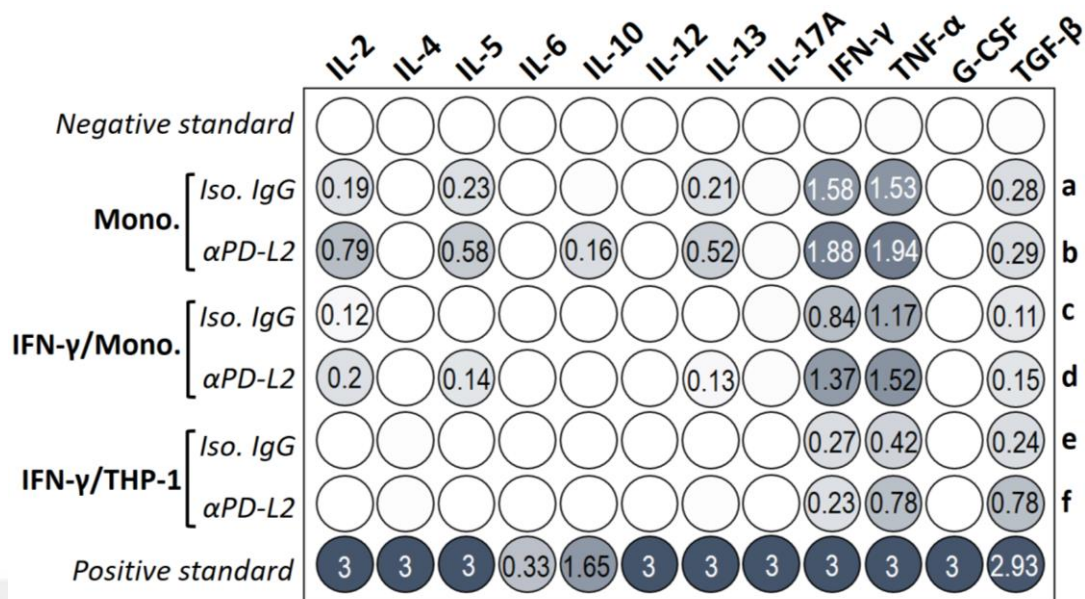 IL-2 IL-4 IL-5 IL-6 IL-10 IL-12 IL-13 IL-17A IFN-γ TNF-α G-CSF TGF-β
Negative standard
Mono.
Iso. IgG 0.19 0.23 0.21 1.58 1.53 0.28 a
αPD-L2 0.79 0.58 0.16 0.52 1.88 1.94 0.29 b
IFN-γ/Mono.
Iso. IgG 0.12 0.84 1.17 0.11 c
αPD-L2 0.2 0.14 0.13 1.37 1.52 0.15 d
IFN-γ/THP-1
Iso. IgG 0.27 0.42 0.24 e
αPD-L2 0.23 0.78 0.78 f
Positive standard 3 3 3 0.33 1.65 3 3 3 3 3 3 2.93